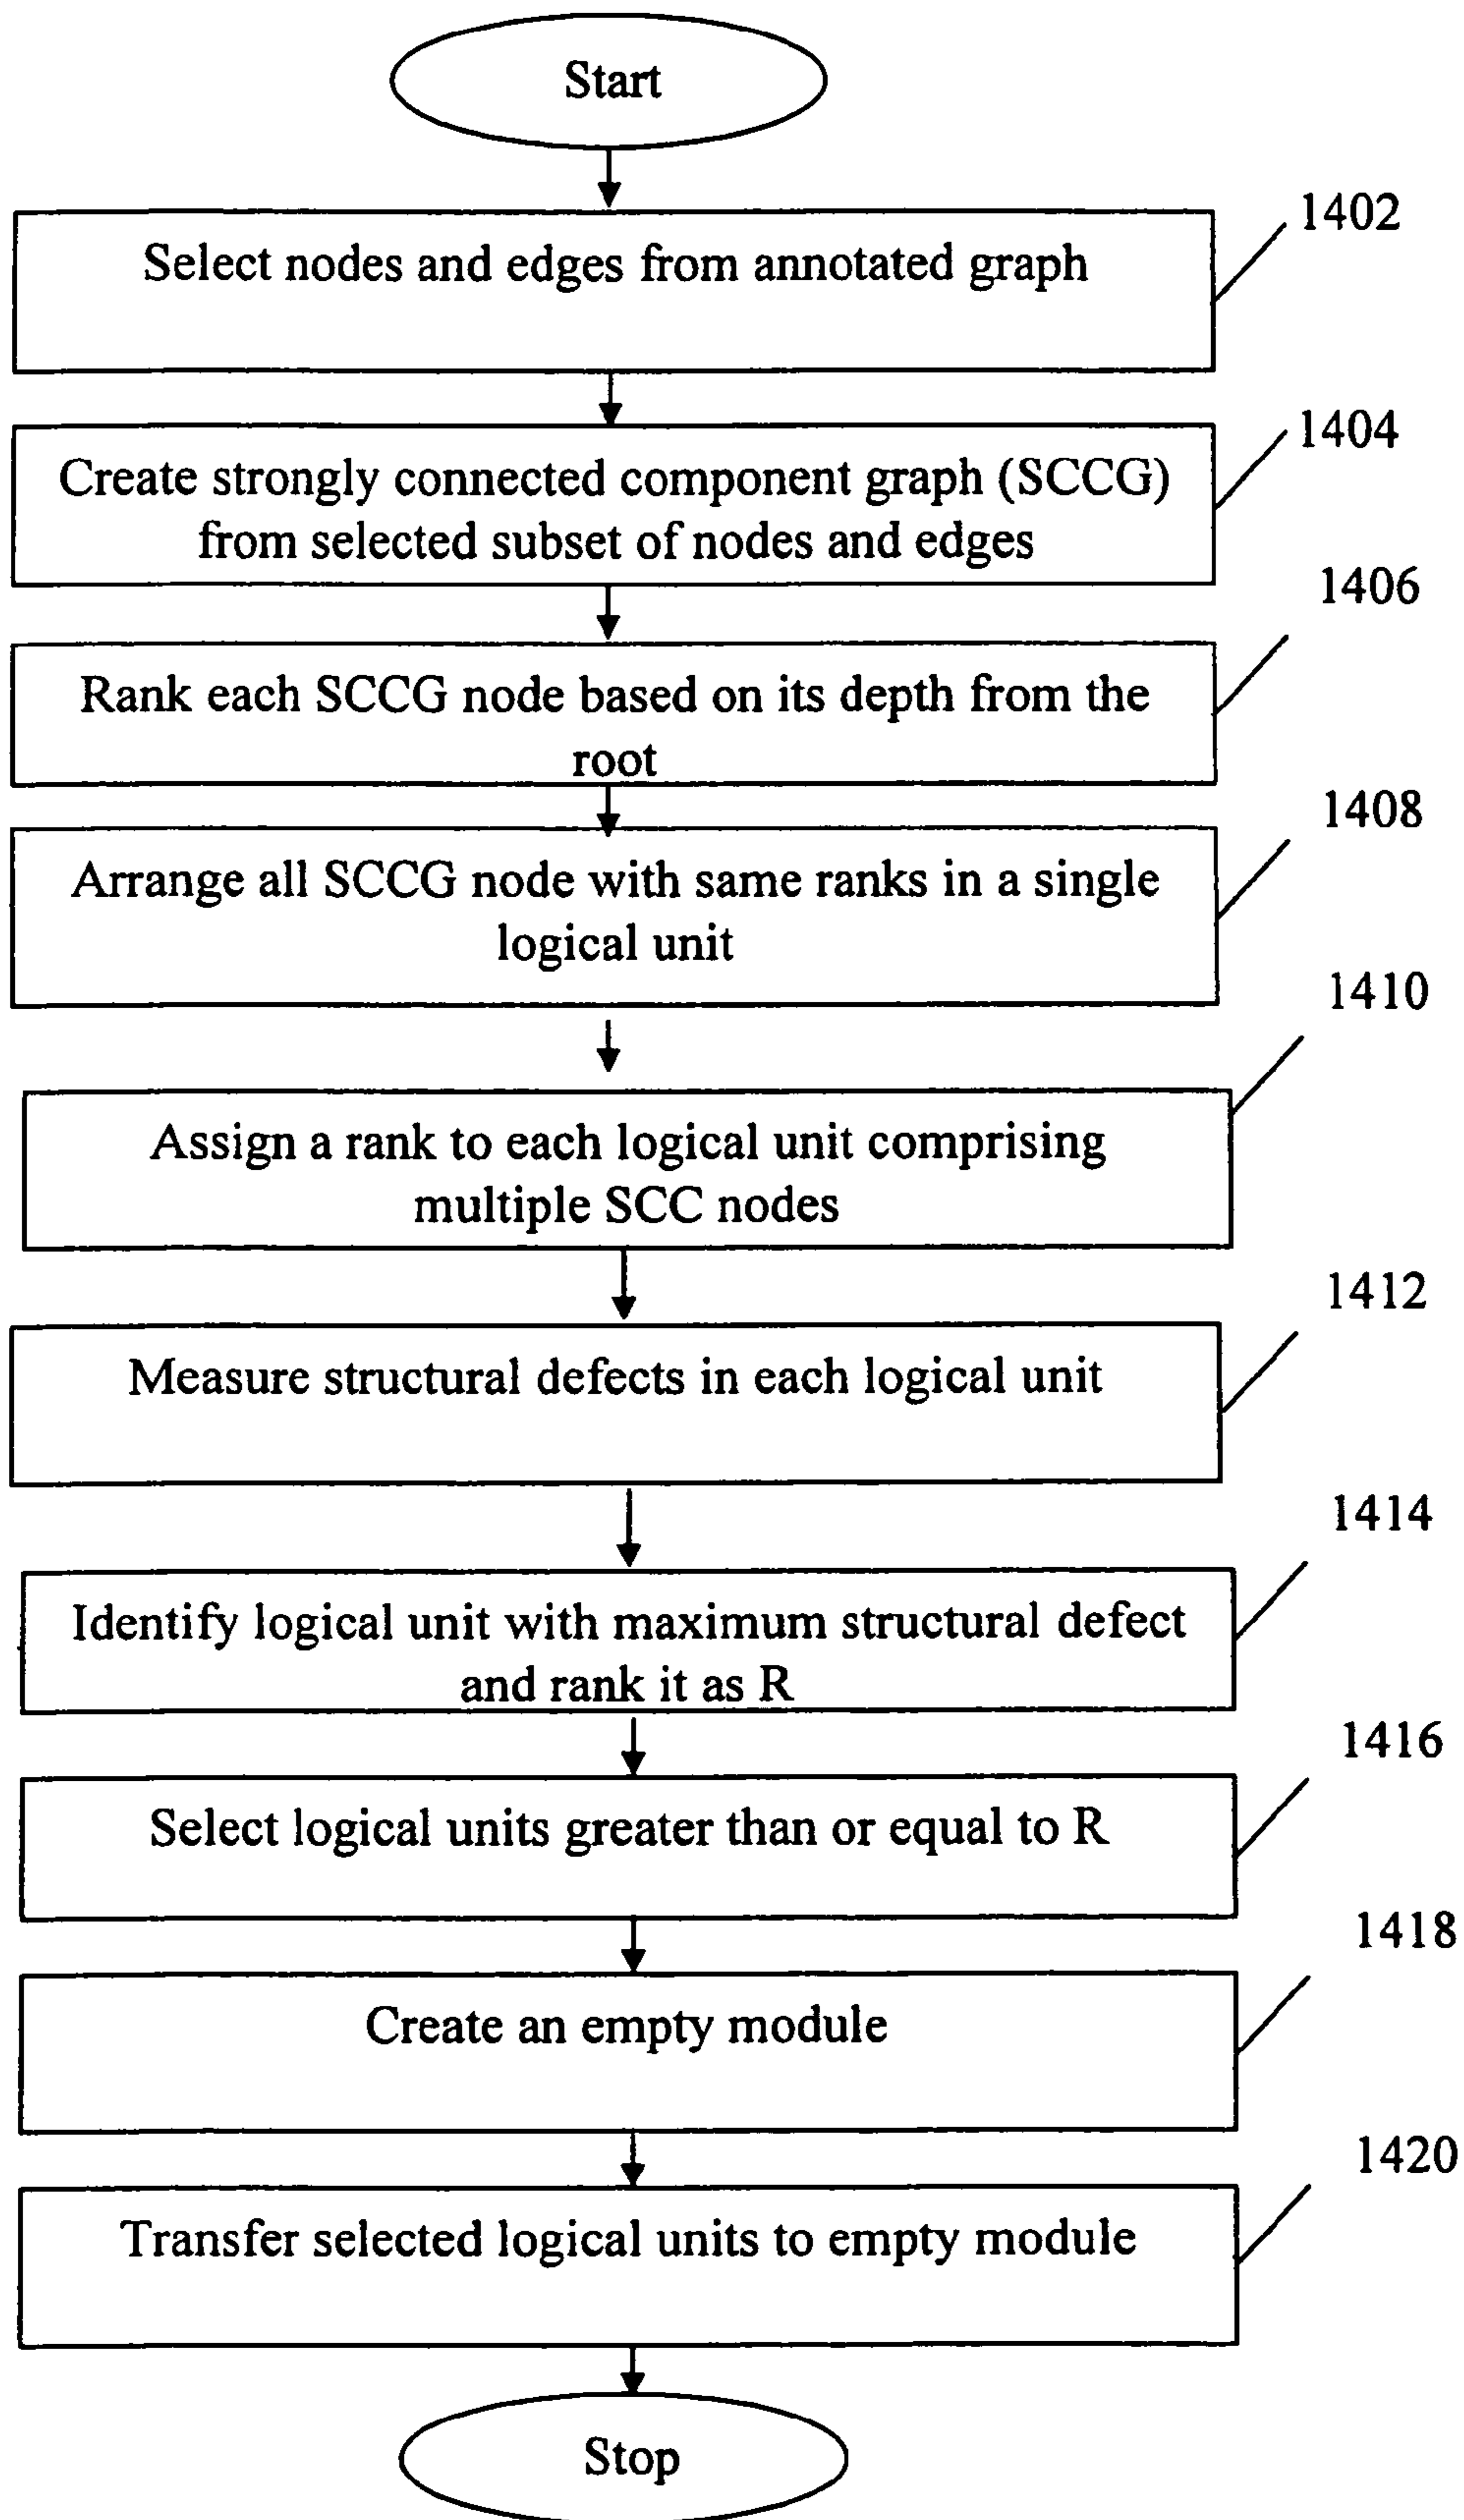 Start
1402
Select nodes and edges from annotated graph
1404
Create strongly connected component graph (SCCG)
from selected subset of nodes and edges
1406
Rank each SCCG node based on its depth from the
root
1408
Arrange all SCCG node with same ranks in a single
logical unit
1410
Assign a rank to each logical unit comprising
multiple SCC nodes
1412
Measure structural defects in each logical unit
1414
Identify logical unit with maximum structural defect
and rank it as R
1416
Select logical units greater than or equal to R
1418
Create an empty module
1420
Transfer selected logical units to empty module
Stop